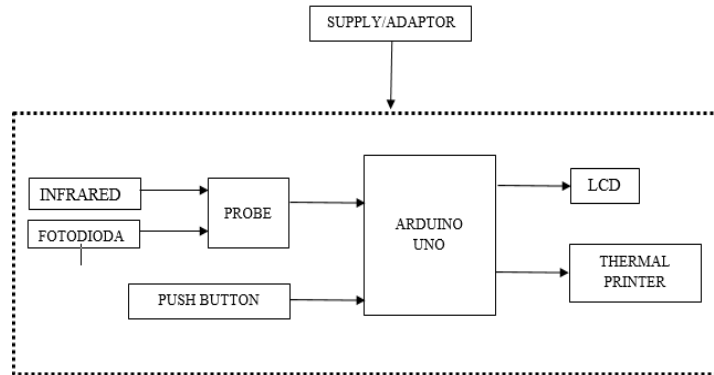 SUPPLY/ADAPTOR
INFRARED
FOTODIODA
PROBE
PUSH BUTTON
ARDUINO
UNO
LCD
THERMAL
PRINTER